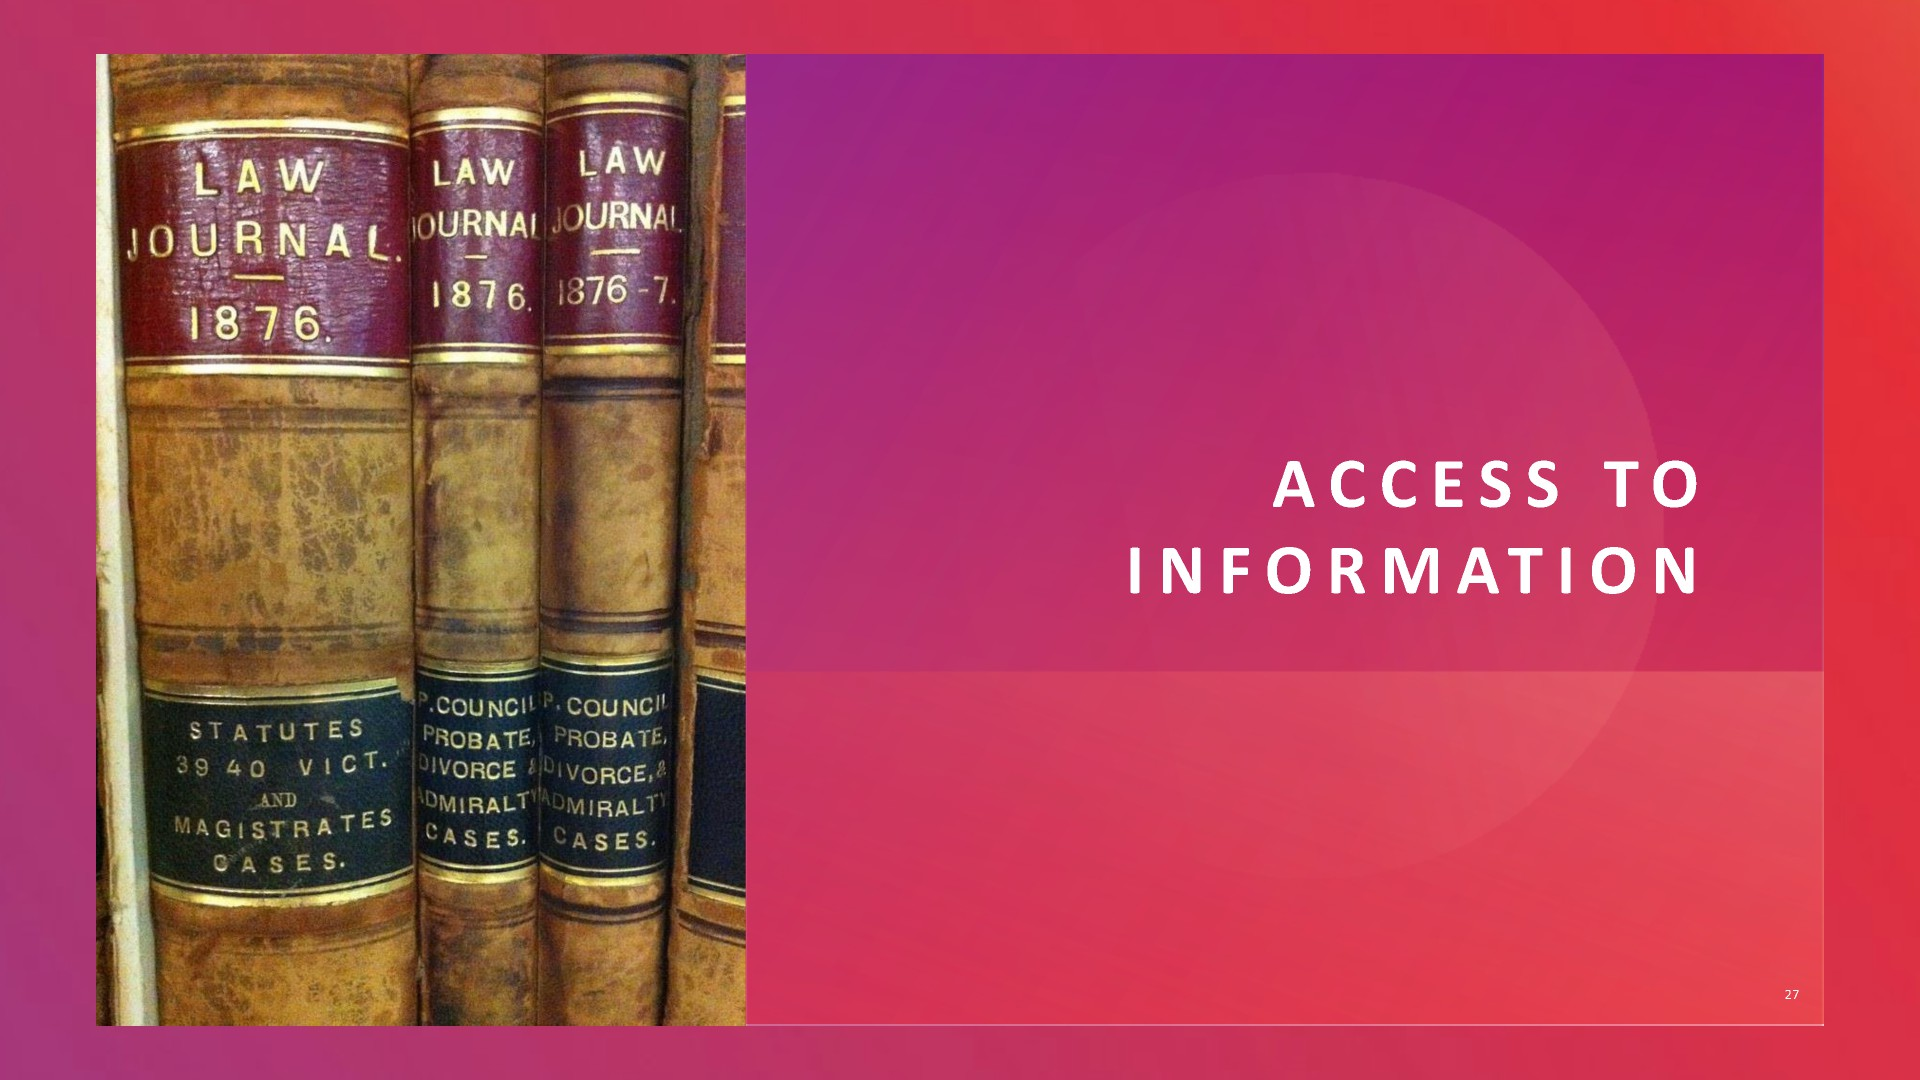 LAW
JOURNAL.
1876.
STATUTES
39 40 VICT.
AND
MAGISTRATES
CASES.
LAW
JOURNAL
1876.
P. COUNCIL
PROBATE,
DIVORCE &
ADMIRALTY
CASES.
LAW
JOURNAL
1876-7.
P. COUNCIL
PROBATE,
DIVORCE, &
ADMIRALTY
CASES.
ACCESS TO
INFORMATION
27